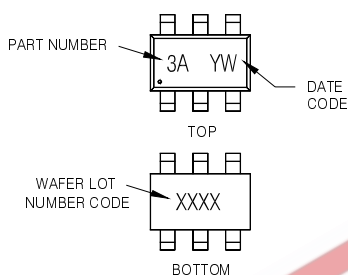 PART NUMBER
3A YW
DATE
CODE
TOP
WAFER LOT
NUMBER CODE
XXXX
BOTTOM